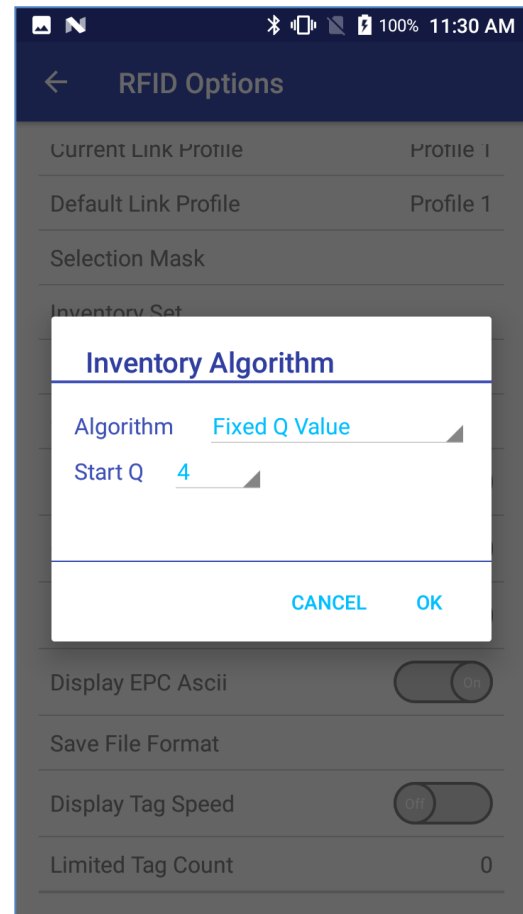 100% 11:30 AM
RFID Options
Current Link Profile Profile 1
Default Link Profile Profile 1
Selection Mask
Inventory Set
Inventory Algorithm
Algorithm Fixed Q Value
Start Q 4
CANCEL OK
Display EPC Ascii On
Save File Format
Display Tag Speed Off
Limited Tag Count 0